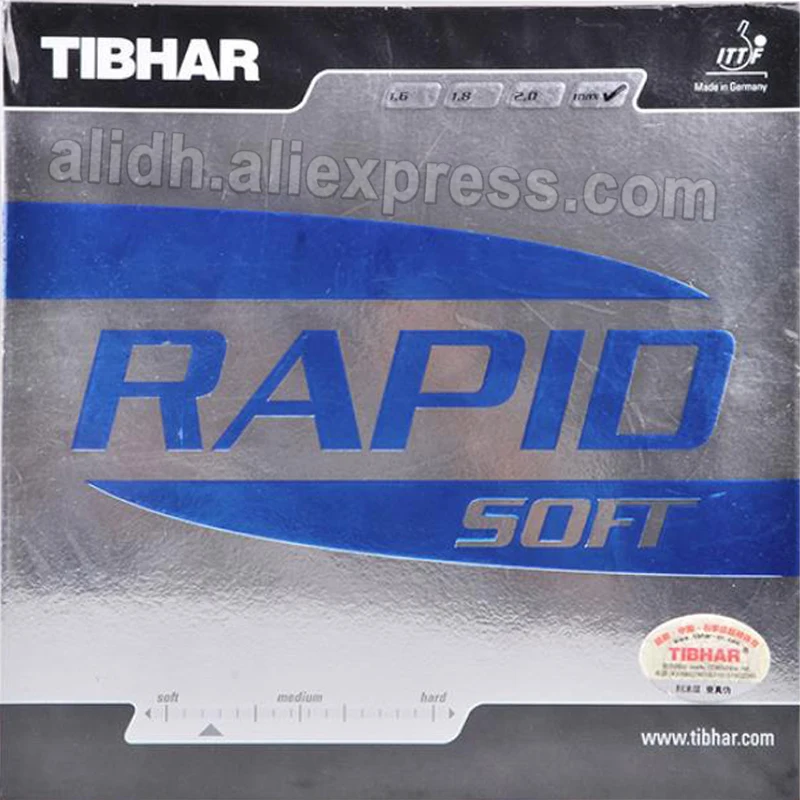 TIBHAR
ITTF
Made in Germany
1.6 1.8 2.0 max ✓
alidh.aliexpress.com
RAPID
SOFT
TIBHAR
soft medium hard
www.tibhar.com